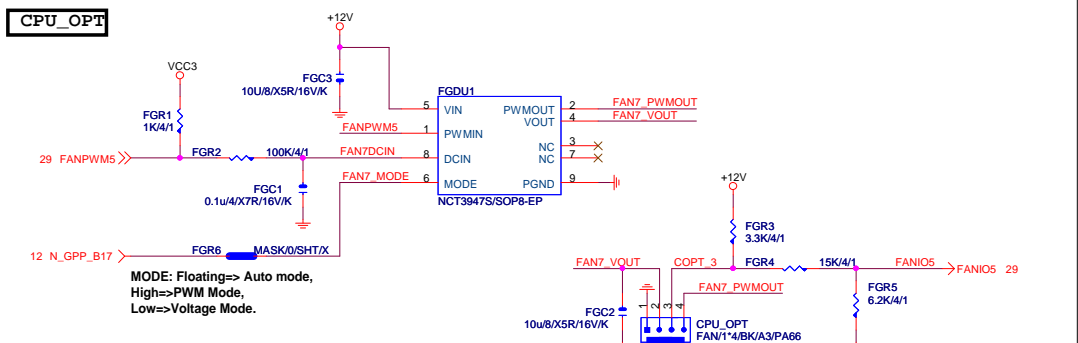 CPU_OPT
+12V
VCC3
FGC3
10U/8/X5R/16V/K
FGR1
1K/4/1
FGDU1
5 VIN PWMOUT 2 FAN7_PWMOUT
VOUT 4 FAN7_VOUT
FANPWM5 1 PWMIN
NC 3
29 FANPWM5 FGR2 100K/4/1 FAN7DCIN 8 DCIN NC 7
FAN7_MODE 6 MODE PGND 9
FGC1
0.1u/4/X7R/16V/K
NCT3947S/SOP8-EP
+12V
FGR3
3.3K/4/1
12 N_GPP_B17 FGR6 MASK/0/SHT/X
FAN7_VOUT COPT_3 FGR4 15K/4/1 FANIO5 FANIO5 29
MODE: Floating=> Auto mode,
High=>PWM Mode,
Low=>Voltage Mode.
FAN7_PWMOUT
FGR5
6.2K/4/1
1 2 3 4
FGC2
10u/8/X5R/16V/K
CPU_OPT
FAN/1*4/BK/A3/PA66